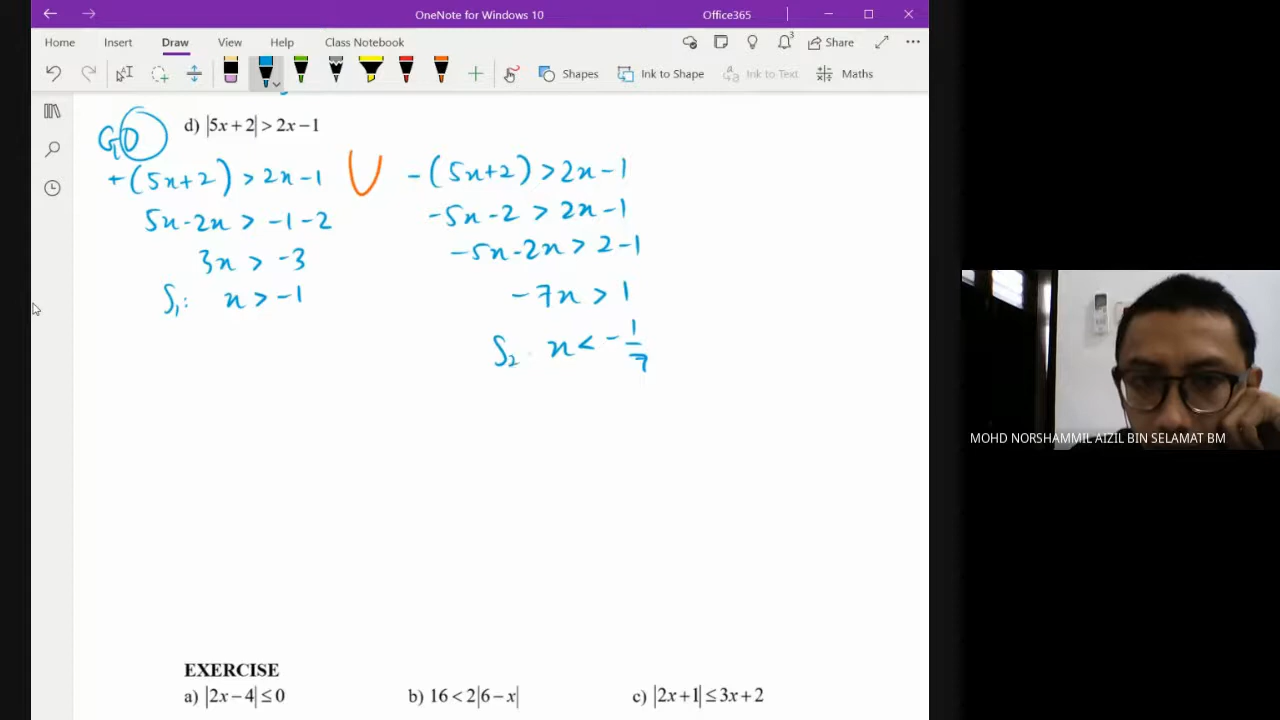 OneNote for Windows 10
Office365
Home Insert Draw View Help Class Notebook
3
Share
Shapes
Ink to Shape
Ink to Text
Maths
d) |5x + 2| > 2x − 1
+(5x+2) > 2x-1 ∪ -(5x+2) > 2x-1
5x-2x > -1-2
-5x-2 > 2x-1
3x > -3
-5x-2x > 2-1
S1: x > -1
-7x > 1
S2 x < -1/7
EXERCISE
a) |2x − 4| ≤ 0
b) 16 < 2|6 − x|
c) |2x + 1| ≤ 3x + 2
MOHD NORSHAMMIL AIZIL BIN SELAMAT BM